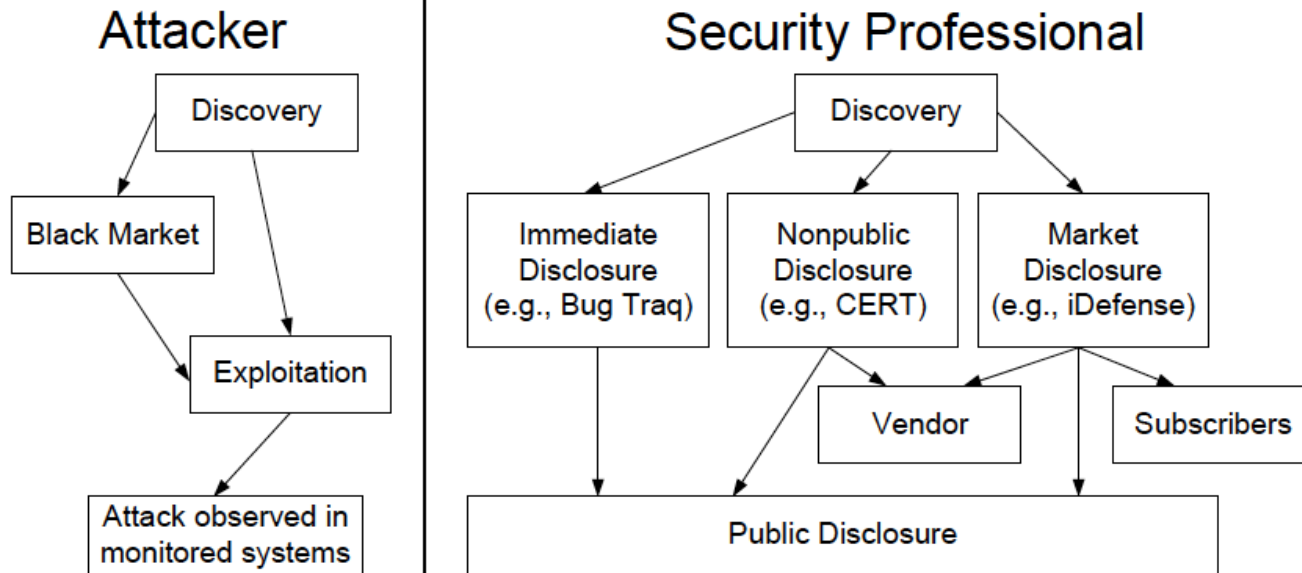 Attacker
Discovery
Black Market
Exploitation
Attack observed in
monitored systems
Security Professional
Discovery
Immediate
Disclosure
(e.g., Bug Traq)
Nonpublic
Disclosure
(e.g., CERT)
Market
Disclosure
(e.g., iDefense)
Vendor
Subscribers
Public Disclosure